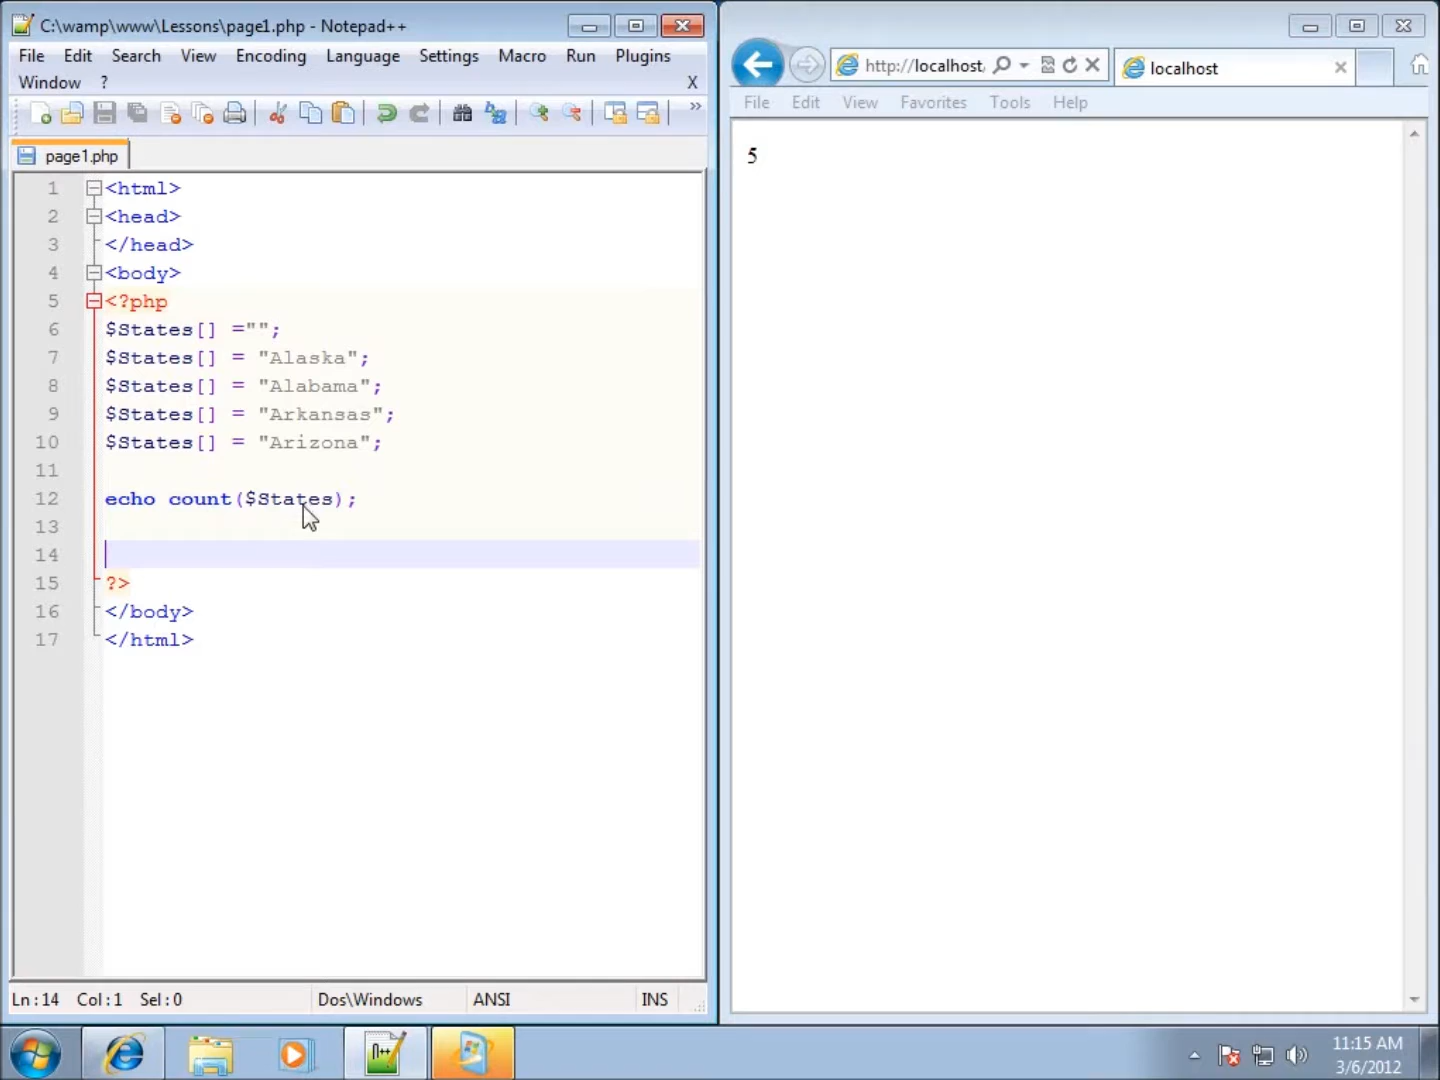 C:\wamp\www\Lessons\page1.php - Notepad++
File Edit Search View Encoding Language Settings Macro Run Plugins
Window ? X
page1.php
1 <html>
2 <head>
3 </head>
4 <body>
5 <?php
6 $States[] ="";
7 $States[] = "Alaska";
8 $States[] = "Alabama";
9 $States[] = "Arkansas";
10 $States[] = "Arizona";
11
12 echo count($States);
13
14
15 ?>
16 </body>
17 </html>
Ln:14 Col:1 Sel:0 Dos\Windows ANSI INS
http://localhost
localhost
File Edit View Favorites Tools Help
5
11:15 AM
3/6/2012